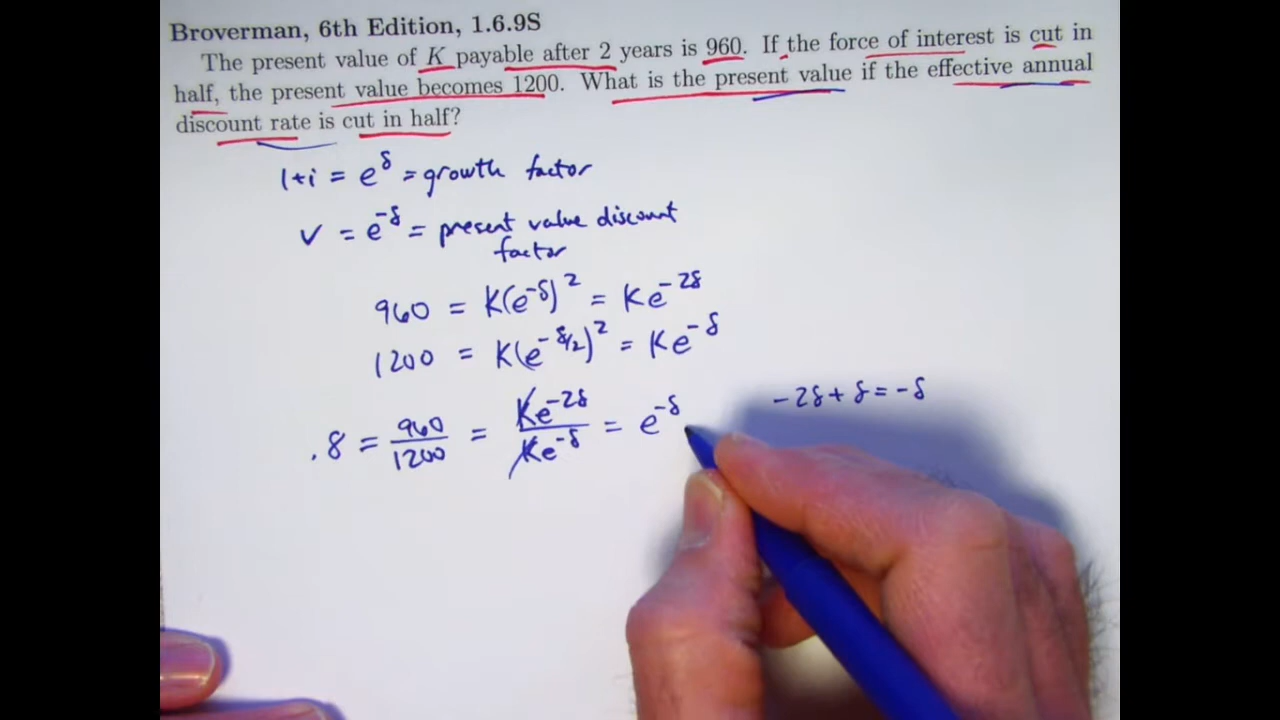 Broverman, 6th Edition, 1.6.9S
The present value of K payable after 2 years is 960. If the force of interest is cut in
half, the present value becomes 1200. What is the present value if the effective annual
discount rate is cut in half?
1+i = e^δ = growth factor
v = e^-δ = present value discount
factor
960 = K(e^-δ)^2 = Ke^-2δ
1200 = K(e^-δ/2)^2 = Ke^-δ
.8 = 960/1200 = Ke^-2δ/Ke^-δ = e^-δ
-2δ+δ=-δ